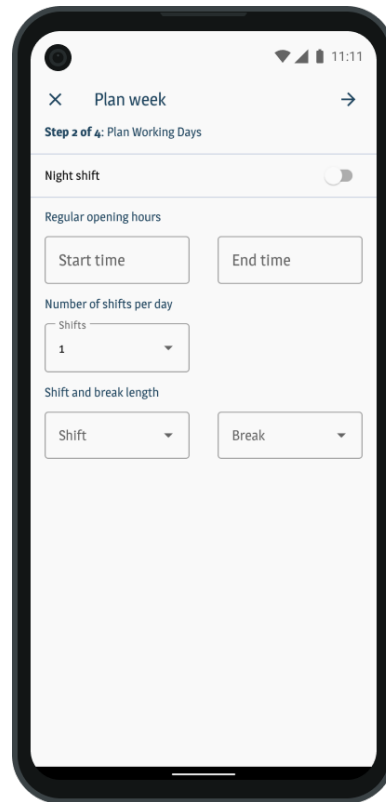 11:11
Plan week
Step 2 of 4: Plan Working Days
Night shift
Regular opening hours
Start time End time
Number of shifts per day
Shifts
1
Shift and break length
Shift Break